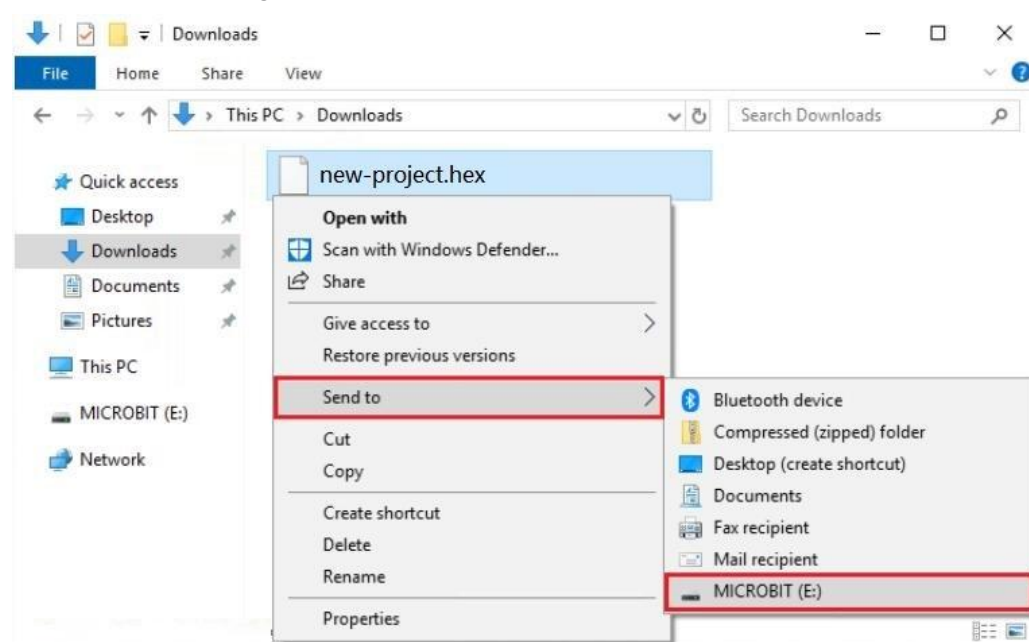 Downloads
File Home Share View
This PC > Downloads
Search Downloads
Quick access
Desktop
Downloads
Documents
Pictures
This PC
MICROBIT (E:)
Network
new-project.hex
Open with
Scan with Windows Defender...
Share
Give access to
Restore previous versions
Send to
Cut
Copy
Create shortcut
Delete
Rename
Properties
Bluetooth device
Compressed (zipped) folder
Desktop (create shortcut)
Documents
Fax recipient
Mail recipient
MICROBIT (E:)